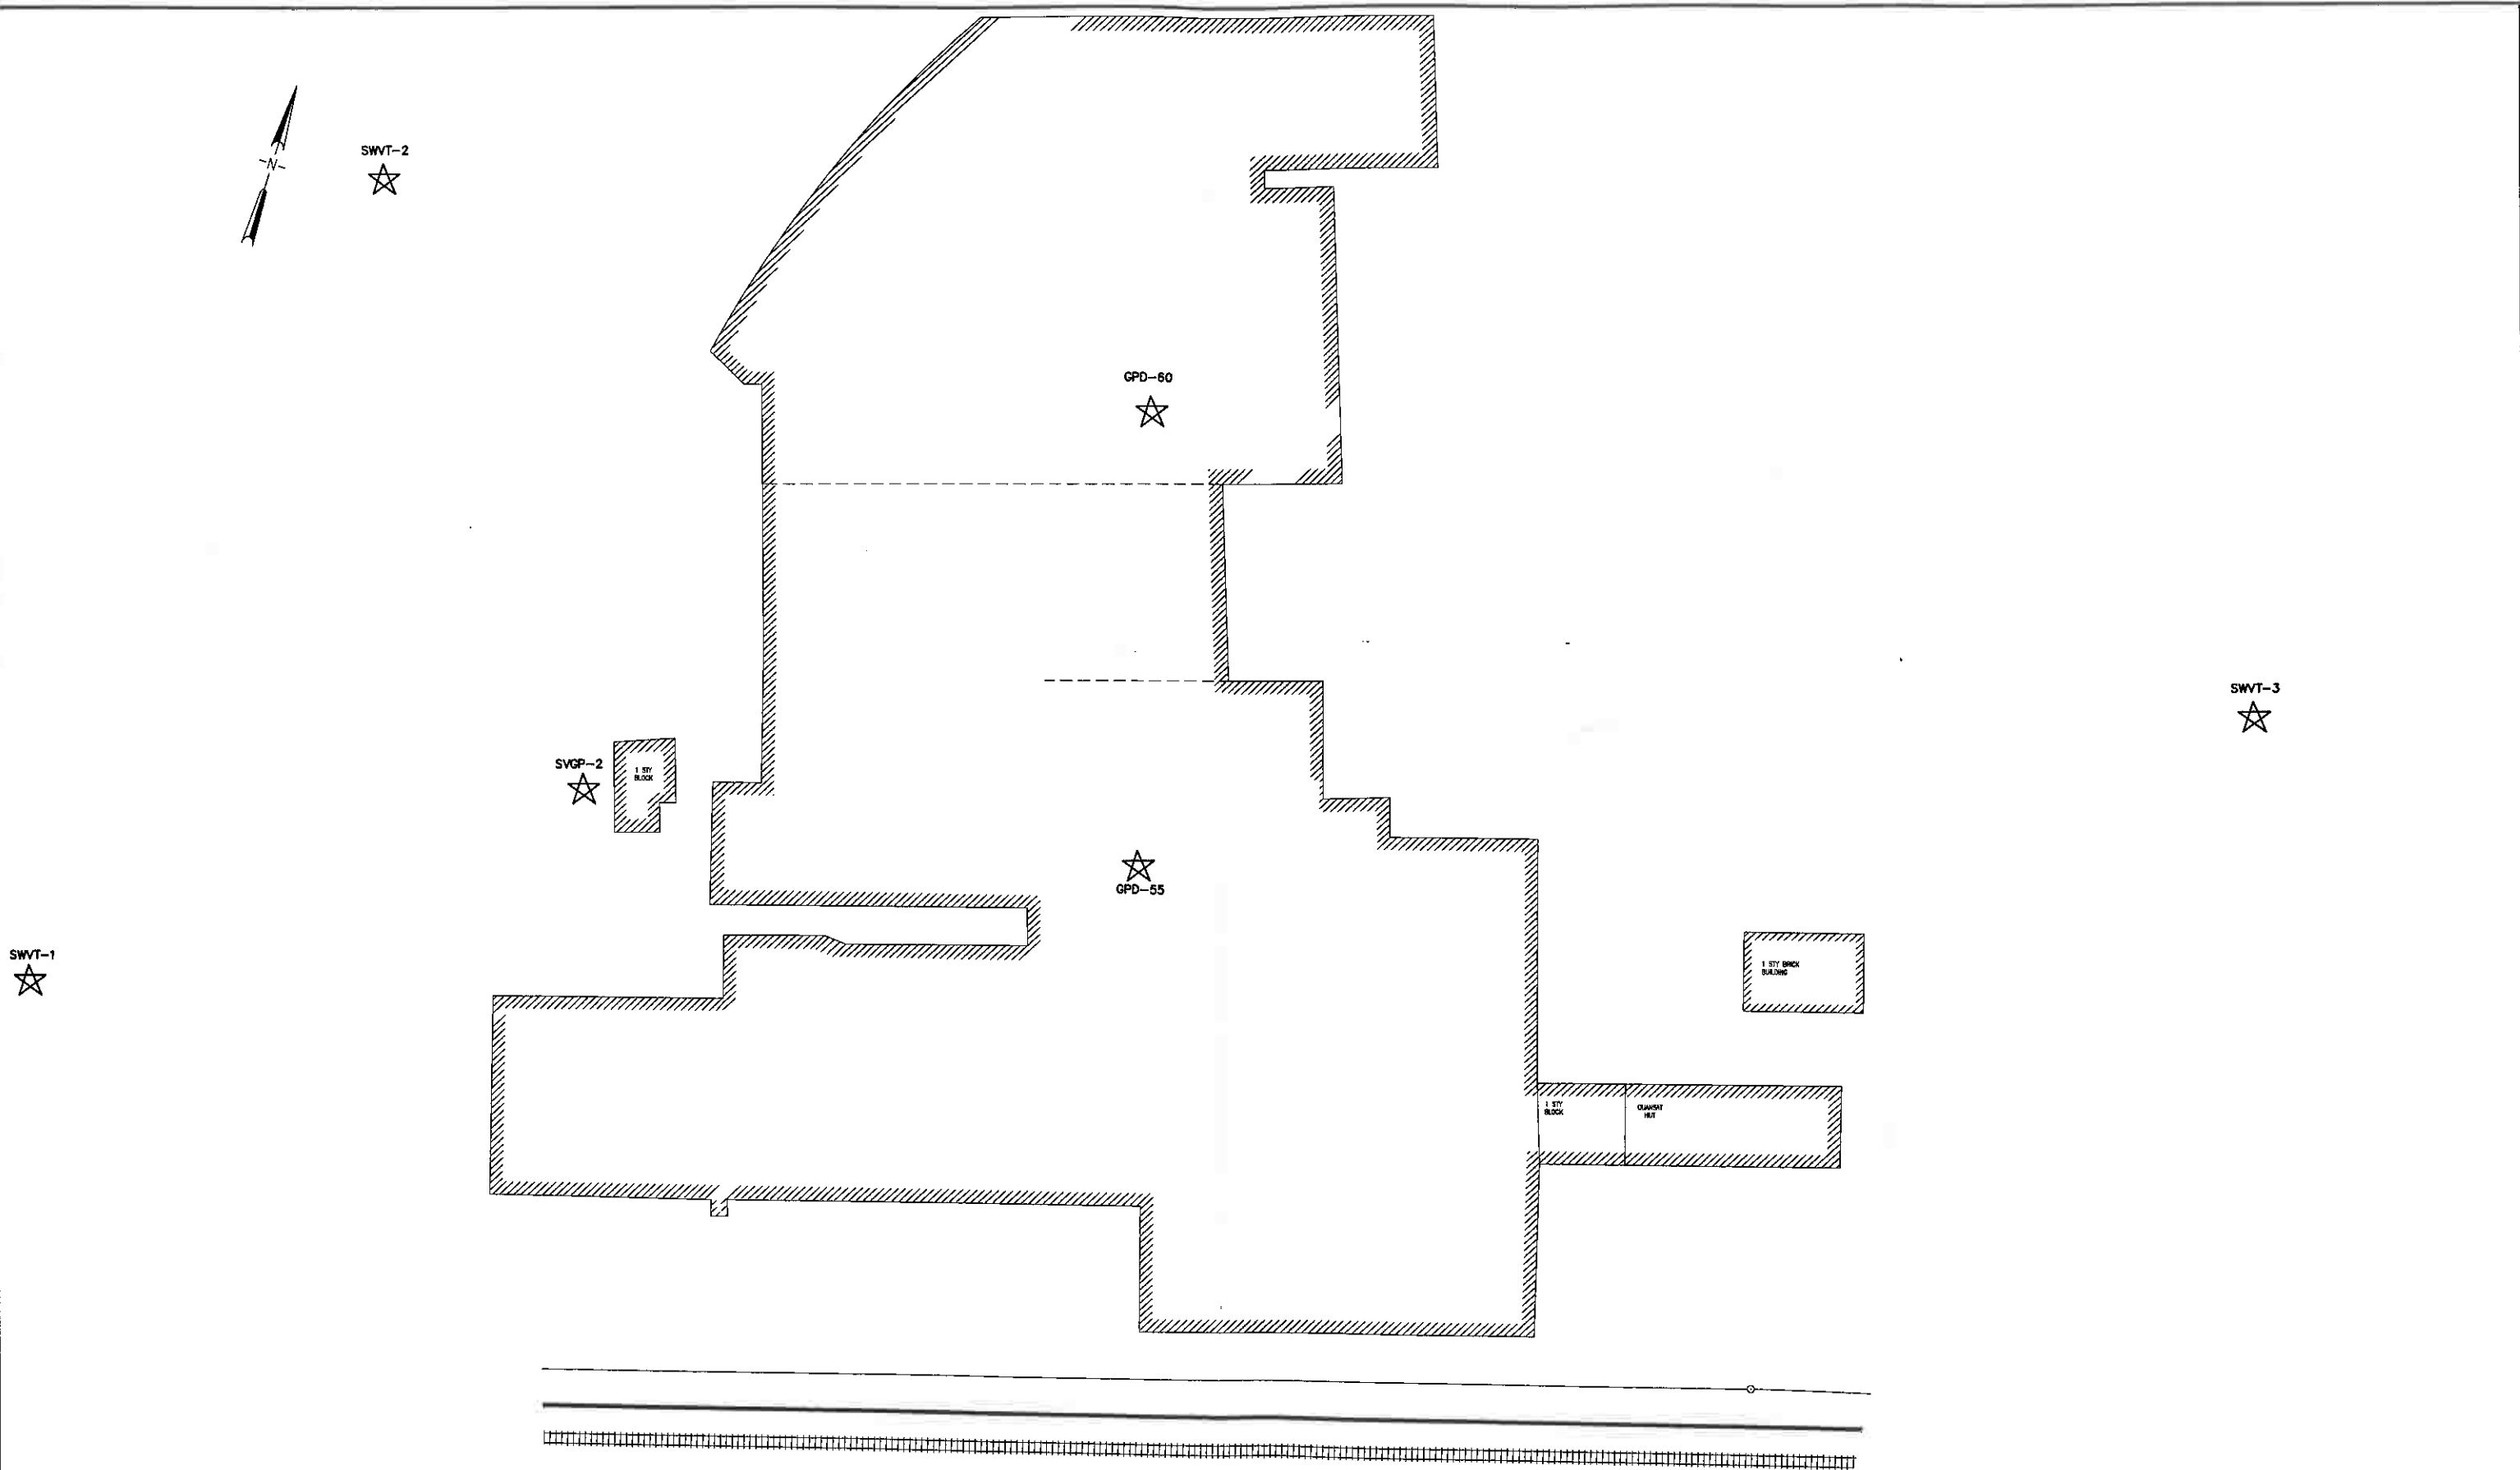 SWVT-2
-N-
GPD-60
SWVT-3
SVGP-2
1 STY
BLOCK
GPD-55
SWVT-1
1 STY BRICK
BUILDING
1 STY
BLOCK
QUANSAT
HUT